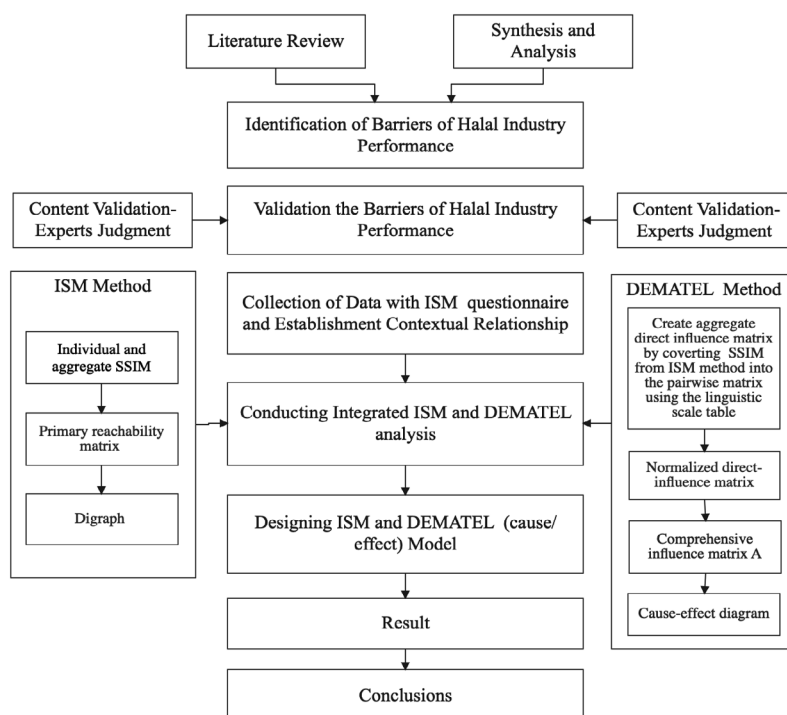 Literature Review
Synthesis and
Analysis
Identification of Barriers of Halal Industry
Performance
Content Validation-
Experts Judgment
Validation the Barriers of Halal Industry
Performance
Content Validation-
Experts Judgment
ISM Method
Individual and
aggregate SSIM
Primary reachability
matrix
Digraph
Collection of Data with ISM questionnaire
and Establishment Contextual Relationship
Conducting Integrated ISM and DEMATEL
analysis
Designing ISM and DEMATEL (cause/
effect) Model
Result
Conclusions
DEMATEL Method
Create aggregate
direct influence matrix
by coverting SSIM
from ISM method into
the pairwise matrix
using the linguistic
scale table
Normalized direct-
influence matrix
Comprehensive
influence matrix A
Cause-effect diagram